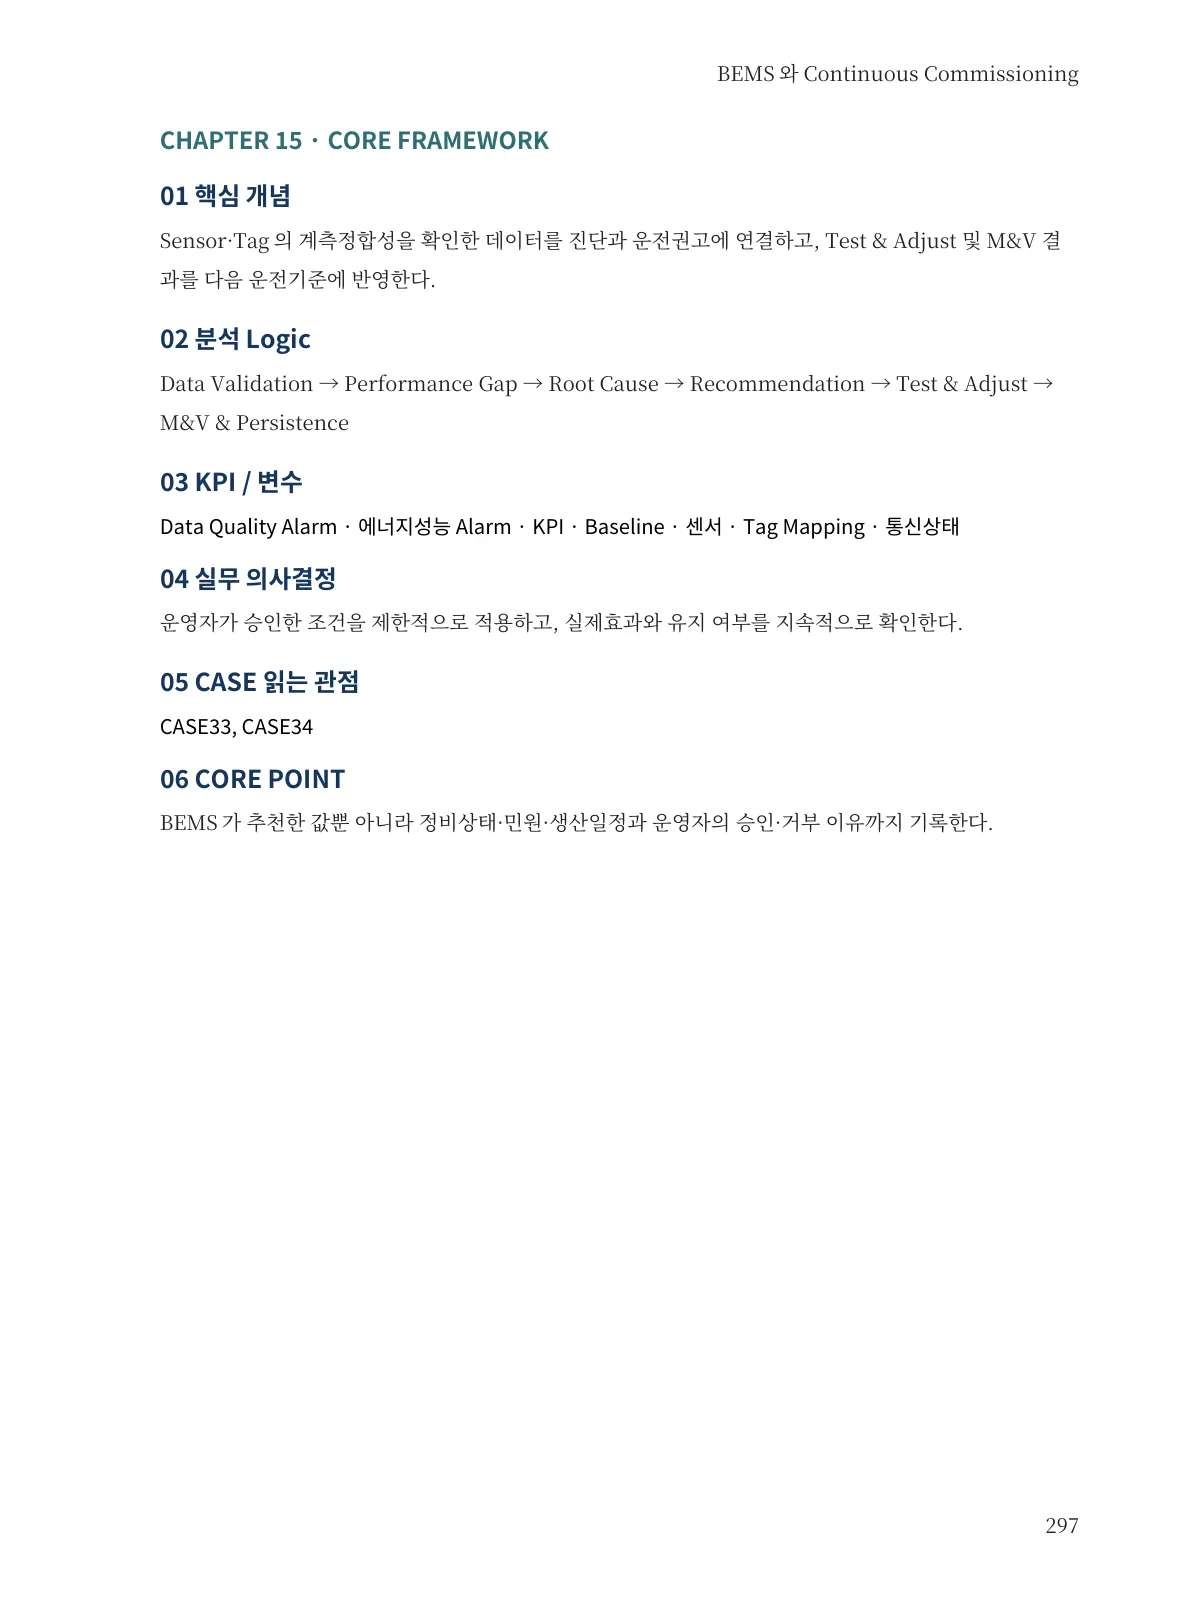 BEMS와 Continuous Commissioning
CHAPTER 15 · CORE FRAMEWORK
01 핵심 개념
Sensor·Tag의 계측정합성을 확인한 데이터를 진단과 운전권고에 연결하고, Test & Adjust 및 M&V 결
과를 다음 운전기준에 반영한다.
02 분석 Logic
Data Validation → Performance Gap → Root Cause → Recommendation → Test & Adjust →
M&V & Persistence
03 KPI / 변수
Data Quality Alarm · 에너지성능 Alarm · KPI · Baseline · 센서 · Tag Mapping · 통신상태
04 실무 의사결정
운영자가 승인한 조건을 제한적으로 적용하고, 실제효과와 유지 여부를 지속적으로 확인한다.
05 CASE 읽는 관점
CASE33, CASE34
06 CORE POINT
BEMS가 추천한 값뿐 아니라 정비상태·민원·생산일정과 운영자의 승인·거부 이유까지 기록한다.
297